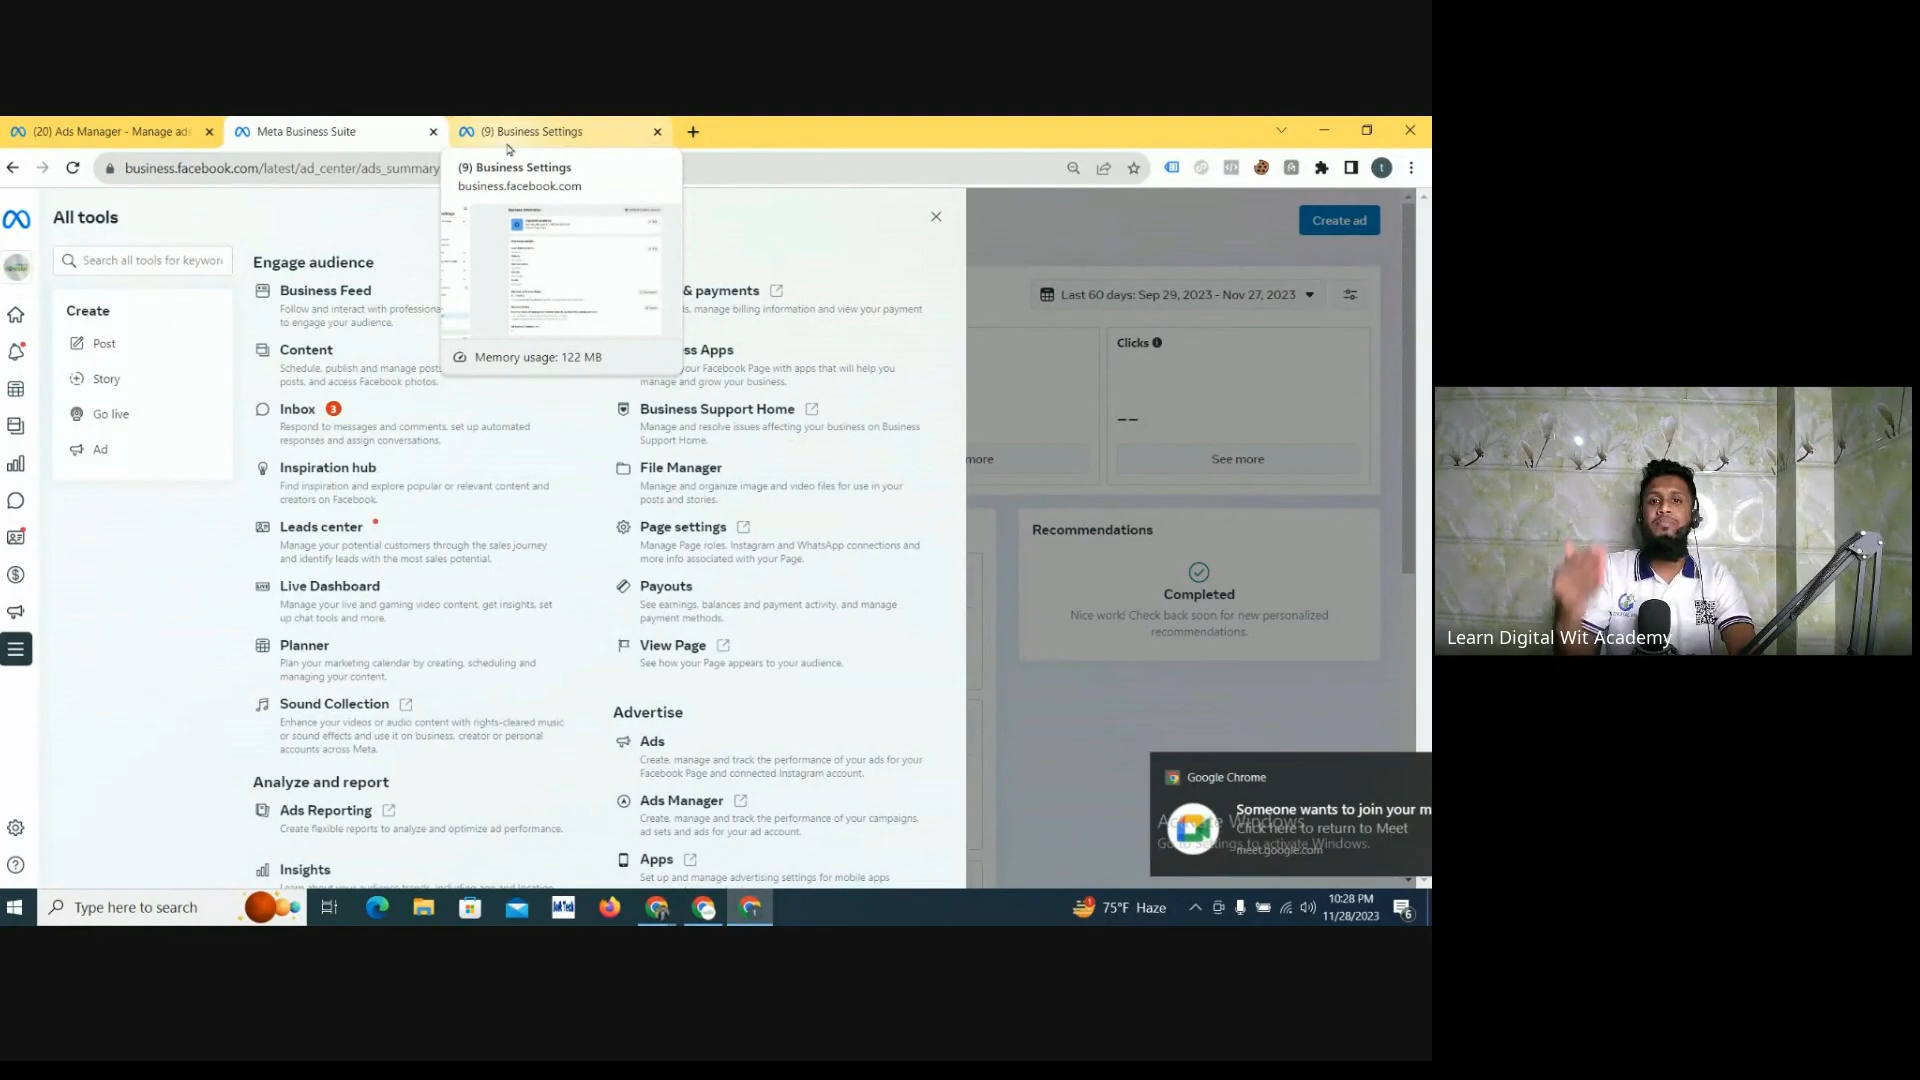 (20) Ads Manager - Manage ads
Meta Business Suite
(9) Business Settings
business.facebook.com/latest/ad_center/ads_summary
(9) Business Settings
business.facebook.com
Memory usage: 122 MB
All tools
Search all tools for keywor
Create
Post
Story
Go live
Ad
Engage audience
Business Feed
Follow and interact with professiona
to engage your audience.
Content
Schedule, publish and manage posts
posts, and access Facebook photos.
Inbox 3
Respond to messages and comments, set up automated
responses and assign conversations.
Inspiration hub
Find inspiration and explore popular or relevant content and
creators on Facebook.
Leads center
Manage your potential customers through the sales journey
and identify leads with the most sales potential.
Live Dashboard
Manage your live and gaming video content, get insights, set
up chat tools and more.
Planner
Plan your marketing calendar by creating, scheduling and
managing your content.
Sound Collection
Enhance your videos or audio content with rights-cleared music
or sound effects and use it on business, creator or personal
accounts across Meta.
Analyze and report
Ads Reporting
Create flexible reports to analyze and optimize ad performance.
Insights
& payments
manage billing information and view your payment
ss Apps
your Facebook Page with apps that will help you
manage and grow your business.
Business Support Home
Manage and resolve issues affecting your business on Business
Support Home.
File Manager
Manage and organize image and video files for use in your
posts and stories.
Page settings
Manage Page roles, Instagram and WhatsApp connections and
more info associated with your Page.
Payouts
See earnings, balances and payment activity, and manage
payment methods.
View Page
See how your Page appears to your audience.
Advertise
Ads
Create, manage and track the performance of your ads for your
Facebook Page and connected Instagram account.
Ads Manager
Create, manage and track the performance of your campaigns,
ad sets and ads for your ad account.
Apps
Set up and manage advertising settings for mobile apps
Create ad
Last 60 days: Sep 29, 2023 - Nov 27, 2023
Clicks
--
more
See more
Recommendations
Completed
Nice work! Check back soon for new personalized
recommendations.
Google Chrome
Someone wants to join your m
Click here to return to Meet
meet.google.com
Activate Windows
Go to Settings to activate Windows.
Type here to search
75°F Haze
10:28 PM
11/28/2023
6
Learn Digital Wit Academy